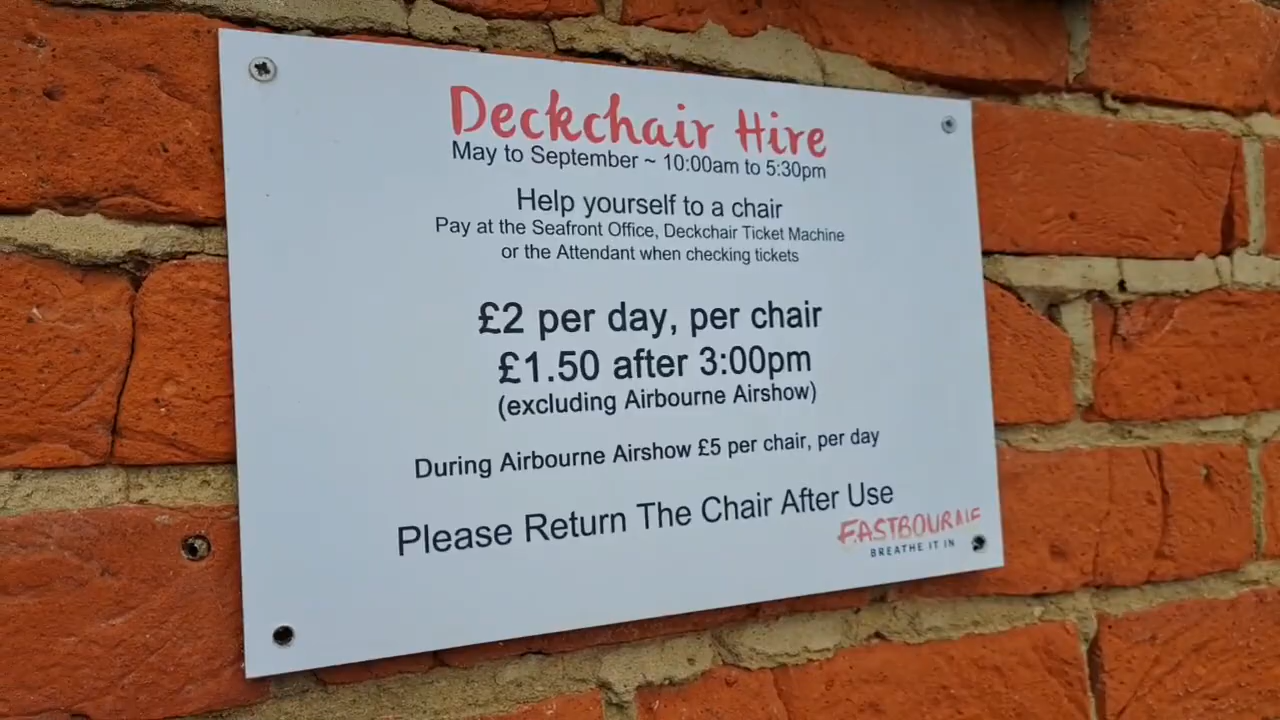 Deckchair Hire
May to September ~ 10:00am to 5:30pm
Help yourself to a chair
Pay at the Seafront Office, Deckchair Ticket Machine
or the Attendant when checking tickets
£2 per day, per chair
£1.50 after 3:00pm
(excluding Airbourne Airshow)
During Airbourne Airshow £5 per chair, per day
Please Return The Chair After Use
EASTBOURNE
BREATHE IT IN